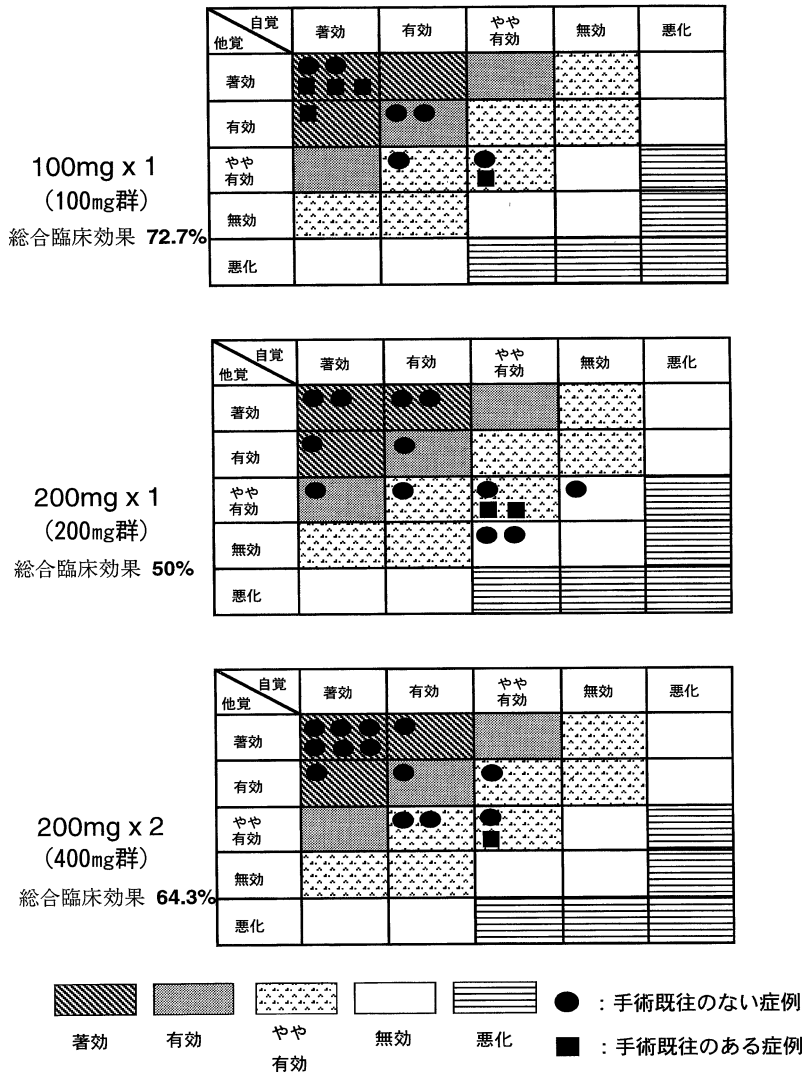 自覚
他覚
著効
有効
やや
有効
無効
悪化
著効
有効
やや
有効
無効
悪化
100mg x 1
（100mg群）
総合臨床効果 72.7%
自覚
他覚
著効
有効
やや
有効
無効
悪化
著効
有効
やや
有効
無効
悪化
200mg x 1
（200mg群）
総合臨床効果 50%
自覚
他覚
著効
有効
やや
有効
無効
悪化
著効
有効
やや
有効
無効
悪化
200mg x 2
（400mg群）
総合臨床効果 64.3%
著効
有効
やや
有効
無効
悪化
：手術既往のない症例
：手術既往のある症例